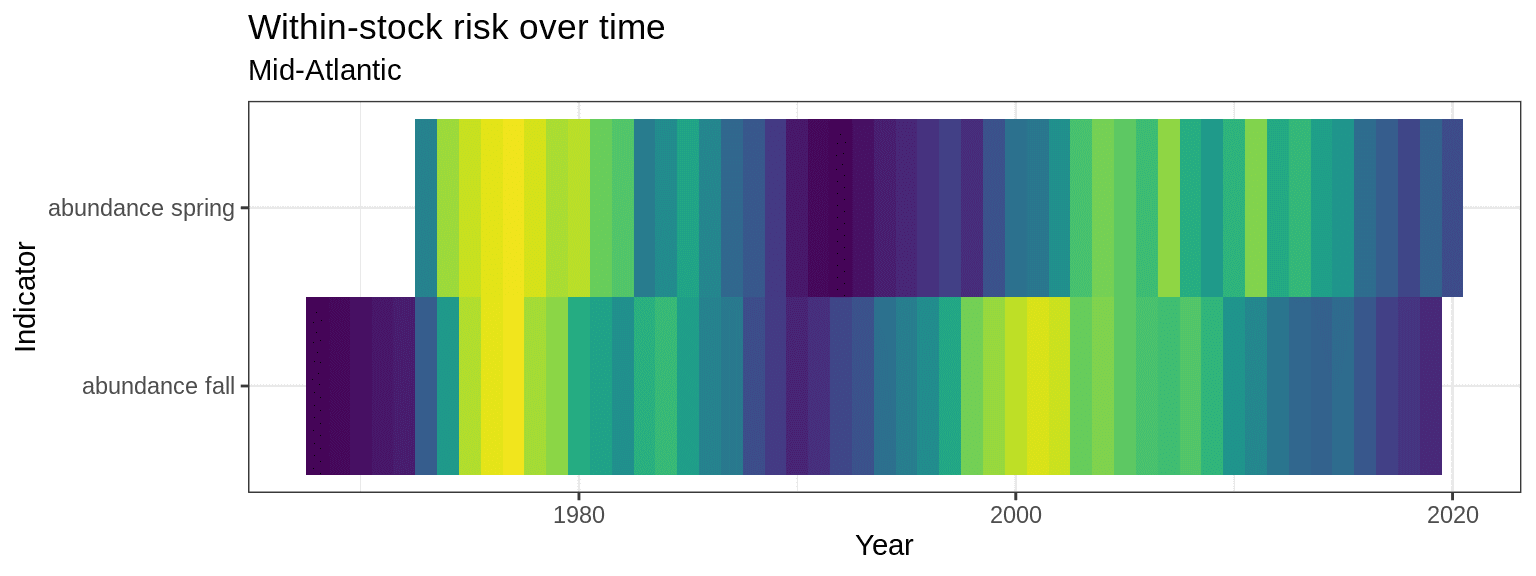 Within-stock risk over time
Mid-Atlantic
Indicator
abundance spring
abundance fall
1980 2000 2020
Year